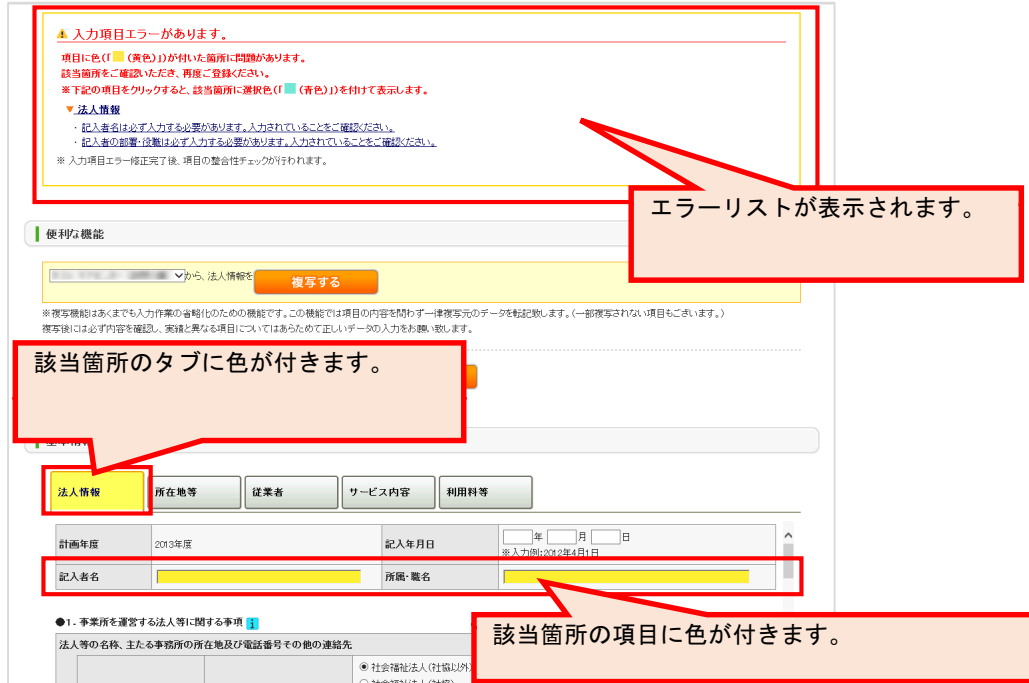 入力項目エラーがあります。
項目に色(「 (黄色)」)が付いた箇所に問題があります。
該当箇所をご確認いただき、再度ご登録ください。
※下記の項目をクリックすると、該当箇所に選択色(「 (青色)」)を付けて表示します。
▼法人情報
・記入者名は必ず入力する必要があります。入力されていることをご確認ください。
・記入者の部署・役職は必ず入力する必要があります。入力されていることをご確認ください。
※ 入力項目エラー修正完了後、項目の整合性チェックが行われます。
エラーリストが表示されます。
便利な機能
から、法人情報を 複写する
※複写機能はあくまでも入力作業の省略化のための機能です。この機能では項目の内容を問わず一律複写元のデータを転記致します。(一部複写されない項目もございます。)
複写後には必ず内容を確認し、実績と異なる項目についてはあらためて正しいデータの入力をお願い致します。
該当箇所のタブに色が付きます。
法人情報 所在地等 従業者 サービス内容 利用料等
計画年度 2013年度 記入年月日 年 月 日
※入力例:2012年4月1日
記入者名 所属・職名
●1. 事業所を運営する法人等に関する事項 i
該当箇所の項目に色が付きます。
法人等の名称、主たる事務所の所在地及び電話番号その他の連絡先
社会福祉法人(社協以外)